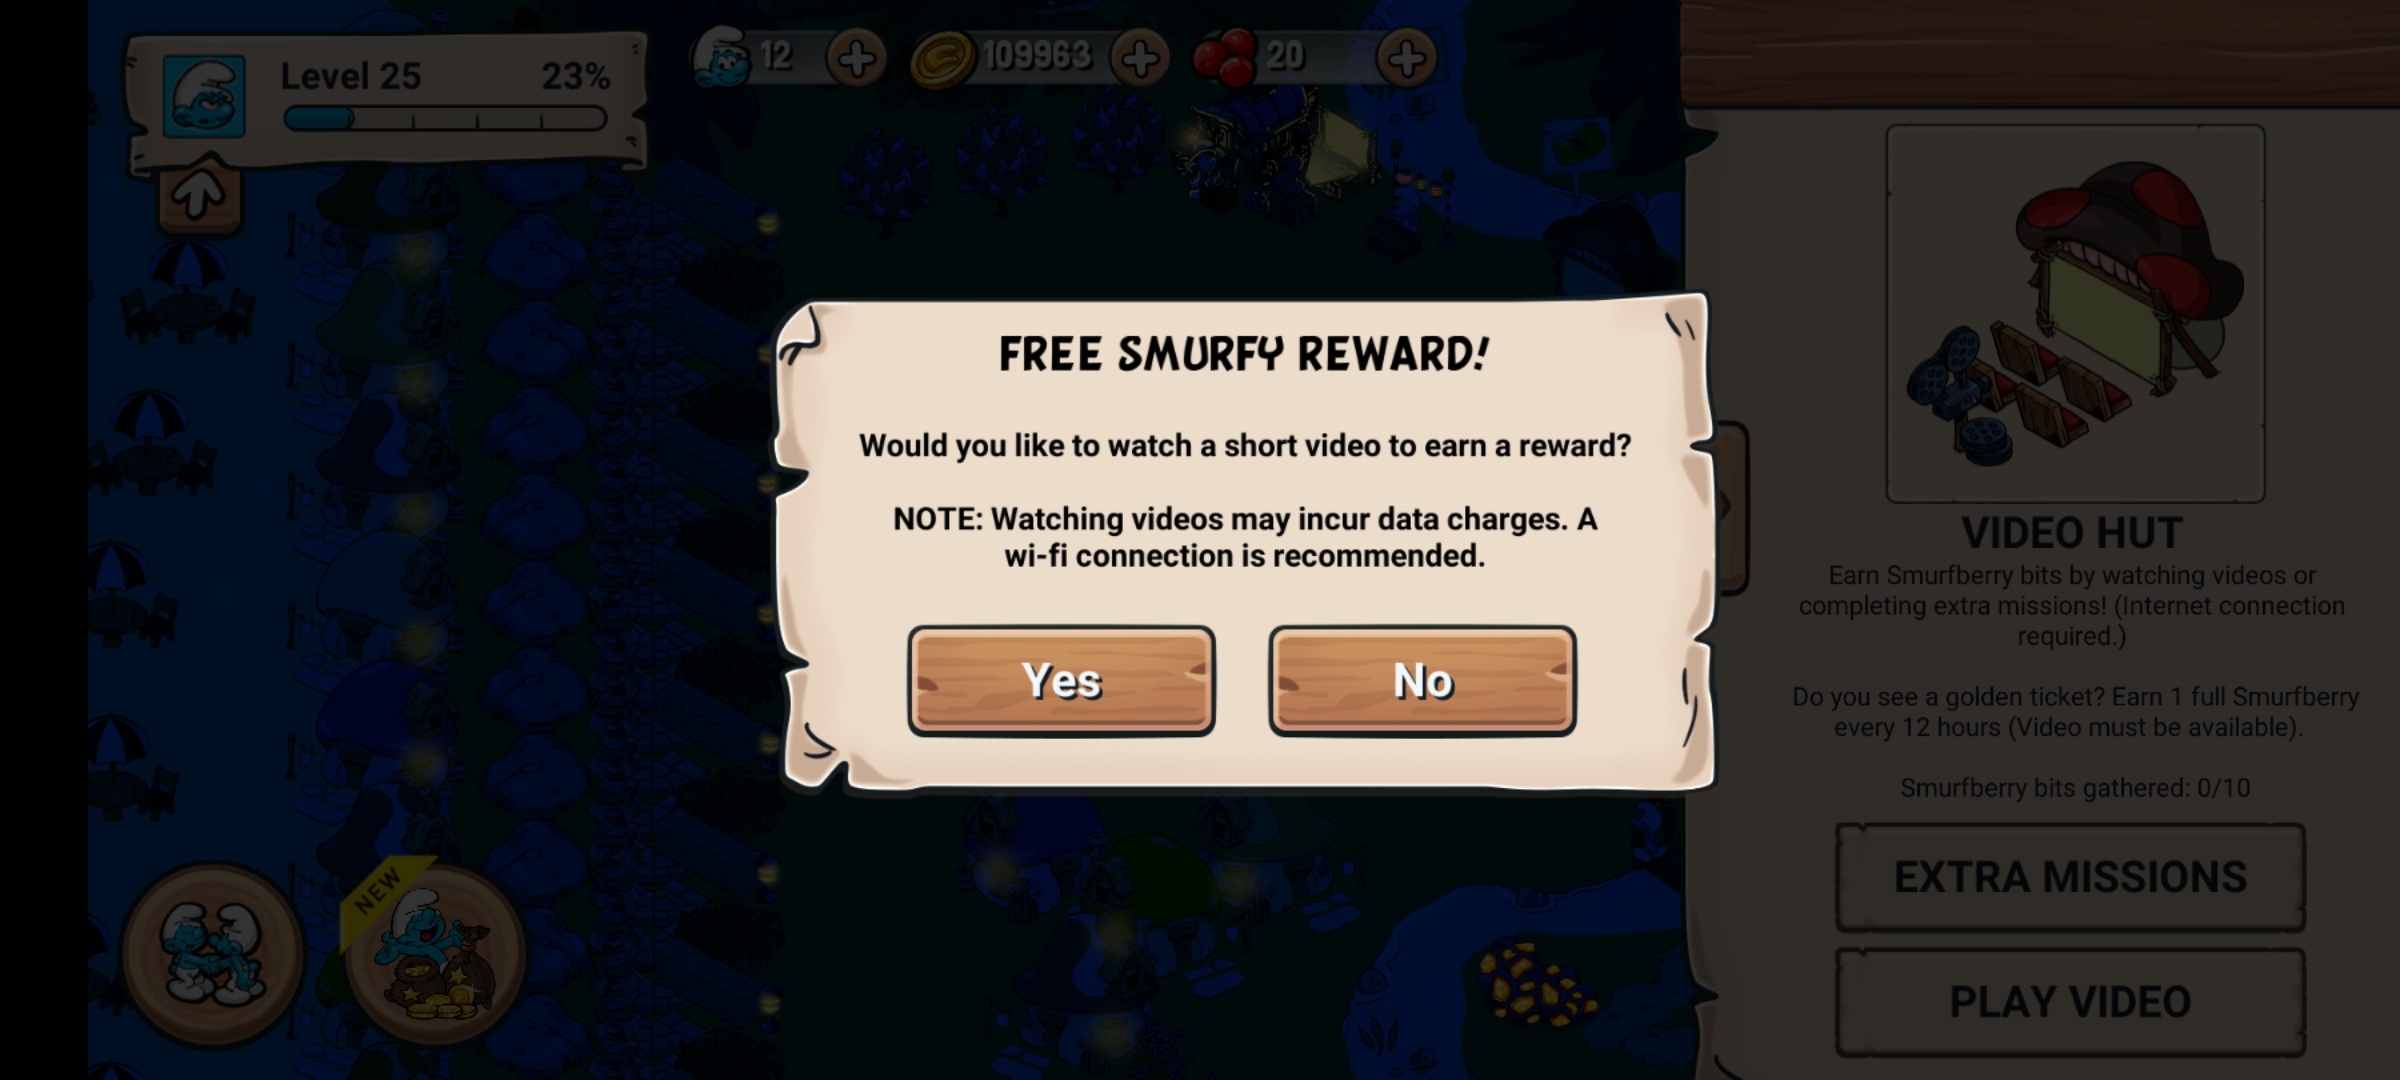 Level 25
23%
12
109963
20
FREE SMURFY REWARD!
Would you like to watch a short video to earn a reward?
NOTE: Watching videos may incur data charges. A
wi-fi connection is recommended.
Yes
No
VIDEO HUT
Earn Smurfberry bits by watching videos or
completing extra missions! (Internet connection
required.)
Do you see a golden ticket? Earn 1 full Smurfberry
every 12 hours (Video must be available).
Smurfberry bits gathered: 0/10
EXTRA MISSIONS
PLAY VIDEO
NEW